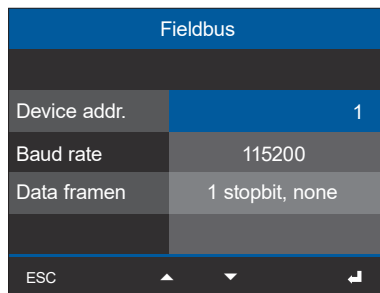 Fieldbus
Device addr. 1
Baud rate 115200
Data framen 1 stopbit, none
ESC